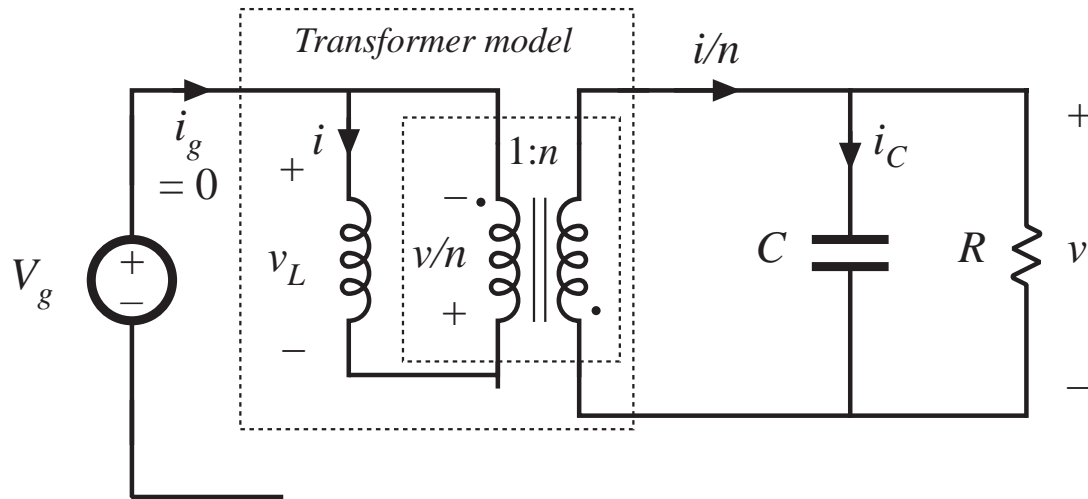 Transformer model
i/n
i_g
= 0
i
+
v_L
–
1:n
–
v/n
+
V_g
+
–
i_C
C
R
+
v
–